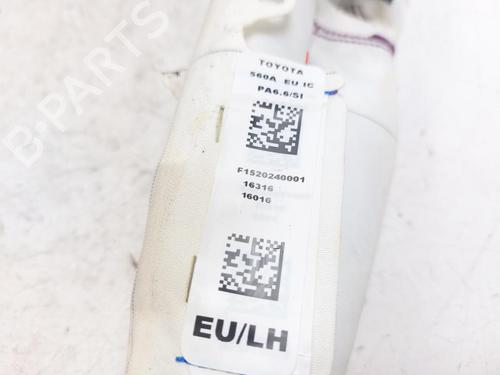 B-PARTS
TOYOTA
560A EU IC
PA6.6/SI
F1520240001
16316
16016
EU/LH